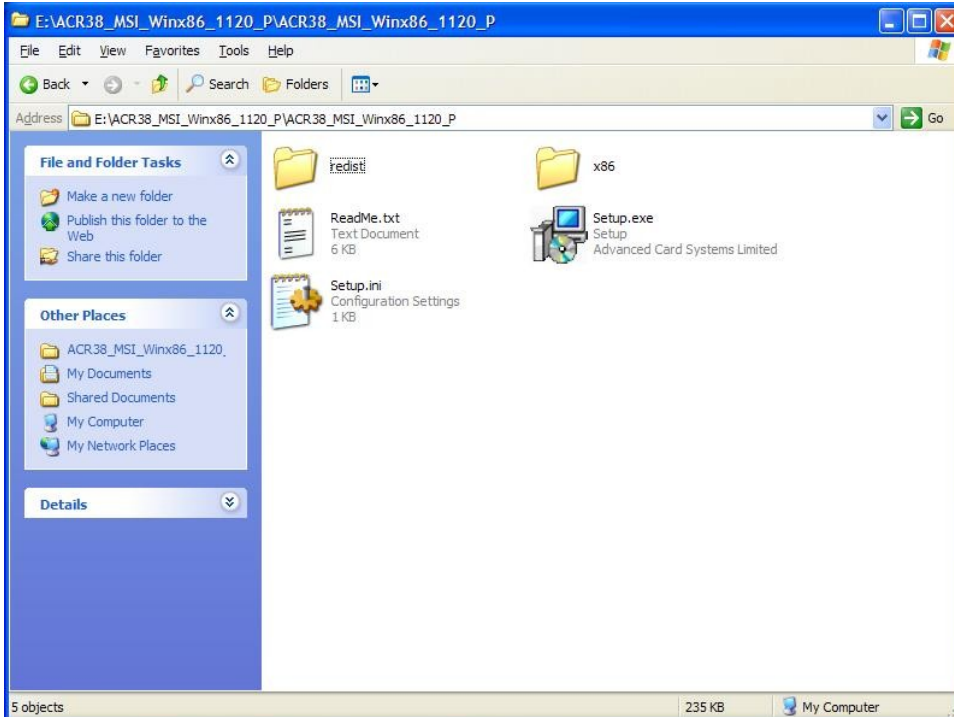 E:\ACR38_MSI_Winx86_1120_P\ACR38_MSI_Winx86_1120_P
File Edit View Favorites Tools Help
Back Search Folders
Address E:\ACR38_MSI_Winx86_1120_P\ACR38_MSI_Winx86_1120_P Go
File and Folder Tasks
Make a new folder
Publish this folder to the
Web
Share this folder
Other Places
ACR38_MSI_Winx86_1120_
My Documents
Shared Documents
My Computer
My Network Places
Details
redist
x86
ReadMe.txt
Text Document
6 KB
Setup.exe
Setup
Advanced Card Systems Limited
Setup.ini
Configuration Settings
1 KB
5 objects 235 KB My Computer